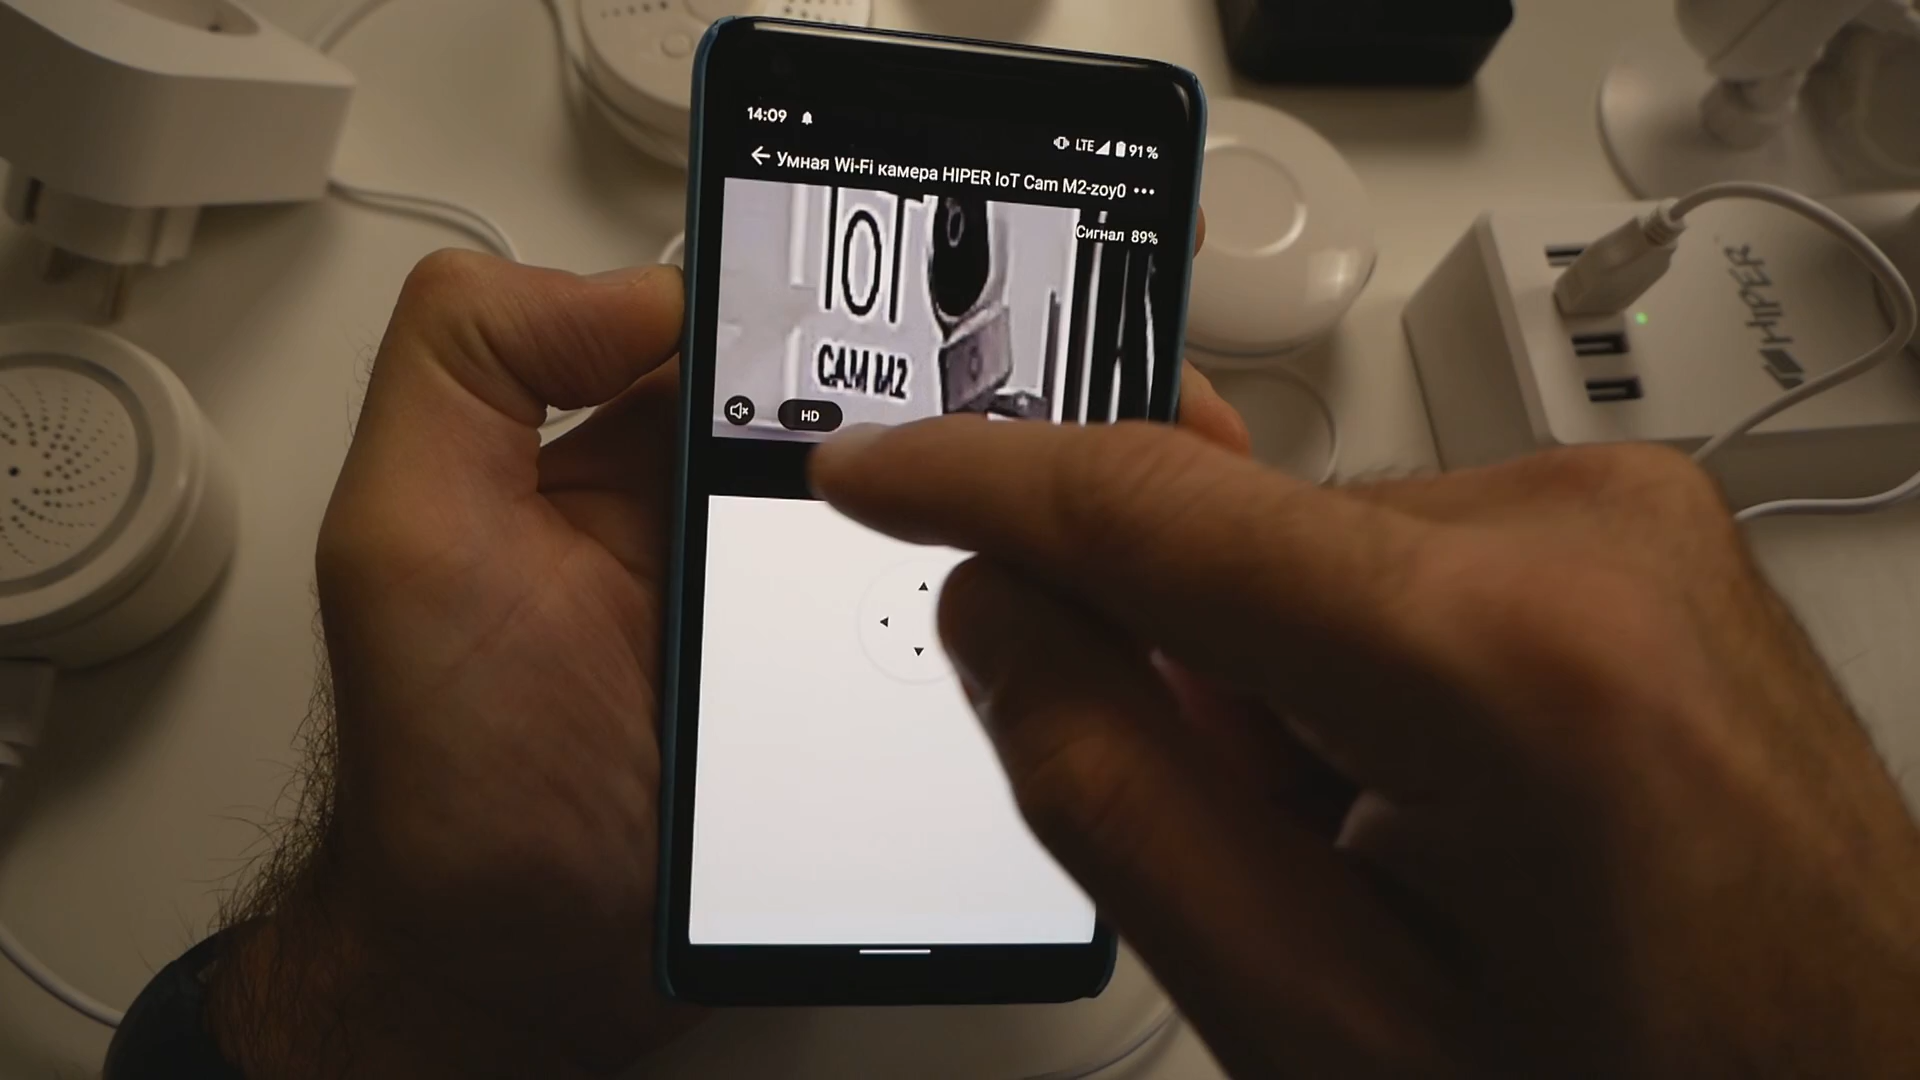 14:09
LTE 91%
Умная Wi-Fi камера HIPER IoT Cam M2-zoy0
Сигнал 89%
IOT
CAM M2
HD
HIPER